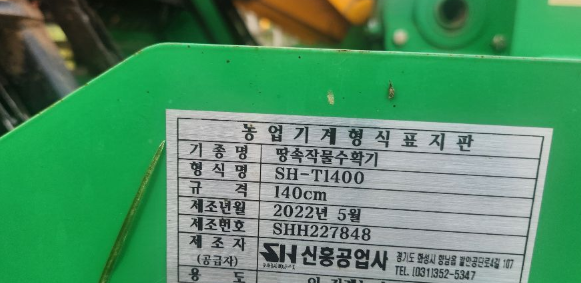 농업기계형식표지판
기종명 땅속작물수확기
형식명 SH-T1400
규격 140cm
제조년월 2022년 5월
제조번호 SHH227848
제조자 SH 신흥공업사 경기도 화성시 향남읍 발안공단로4길 107
(공급자) TEL. (031)352-5347
용도